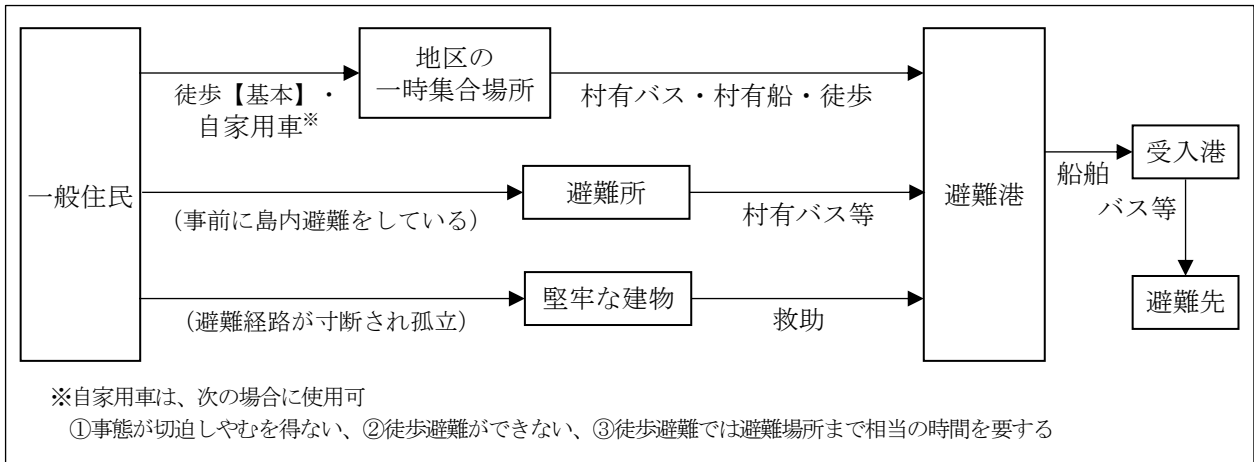 一般住民
徒歩【基本】・
自家用車※
地区の
一時集合場所
村有バス・村有船・徒歩
(事前に島内避難をしている)
避難所
村有バス等
(避難経路が寸断され孤立)
堅牢な建物
救助
避難港
船舶
受入港
バス等
避難先
※自家用車は、次の場合に使用可
①事態が切迫しやむを得ない、②徒歩避難ができない、③徒歩避難では避難場所まで相当の時間を要する